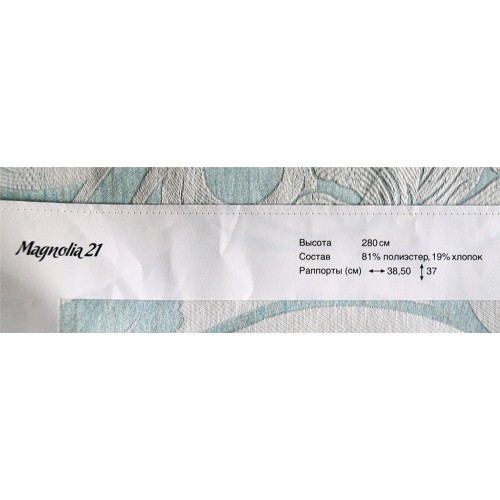 Magnolia 21
Высота 280 см
Состав 81% полиэстер, 19% хлопок
Раппорты (см) ↔ 38,50 ↕ 37